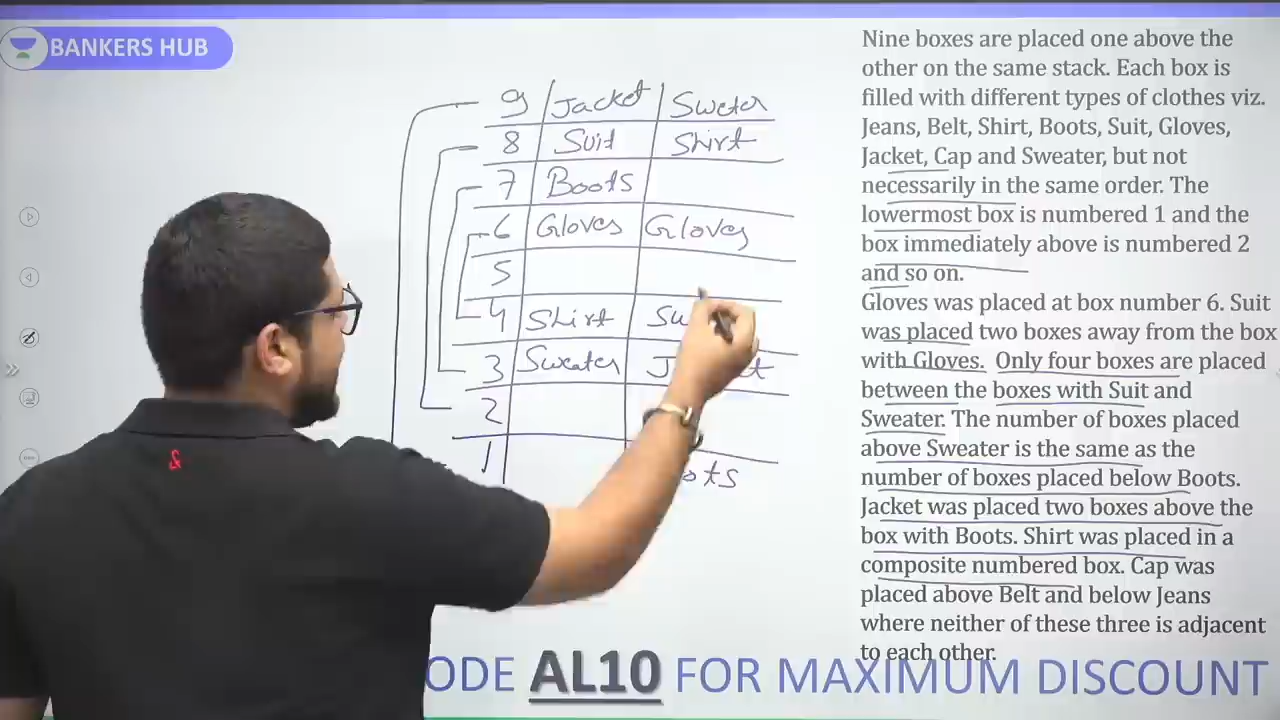 BANKERS HUB
9 Jacket Sweter
8 Suit Shirt
7 Boots
6 Gloves Gloves
5
4 Shirt
3 Sweater
2
1
Nine boxes are placed one above the
other on the same stack. Each box is
filled with different types of clothes viz.
Jeans, Belt, Shirt, Boots, Suit, Gloves,
Jacket, Cap and Sweater, but not
necessarily in the same order. The
lowermost box is numbered 1 and the
box immediately above is numbered 2
and so on.
Gloves was placed at box number 6. Suit
was placed two boxes away from the box
with Gloves. Only four boxes are placed
between the boxes with Suit and
Sweater. The number of boxes placed
above Sweater is the same as the
number of boxes placed below Boots.
Jacket was placed two boxes above the
box with Boots. Shirt was placed in a
composite numbered box. Cap was
placed above Belt and below Jeans
where neither of these three is adjacent
to each other.
ODE AL10 FOR MAXIMUM DISCOUNT